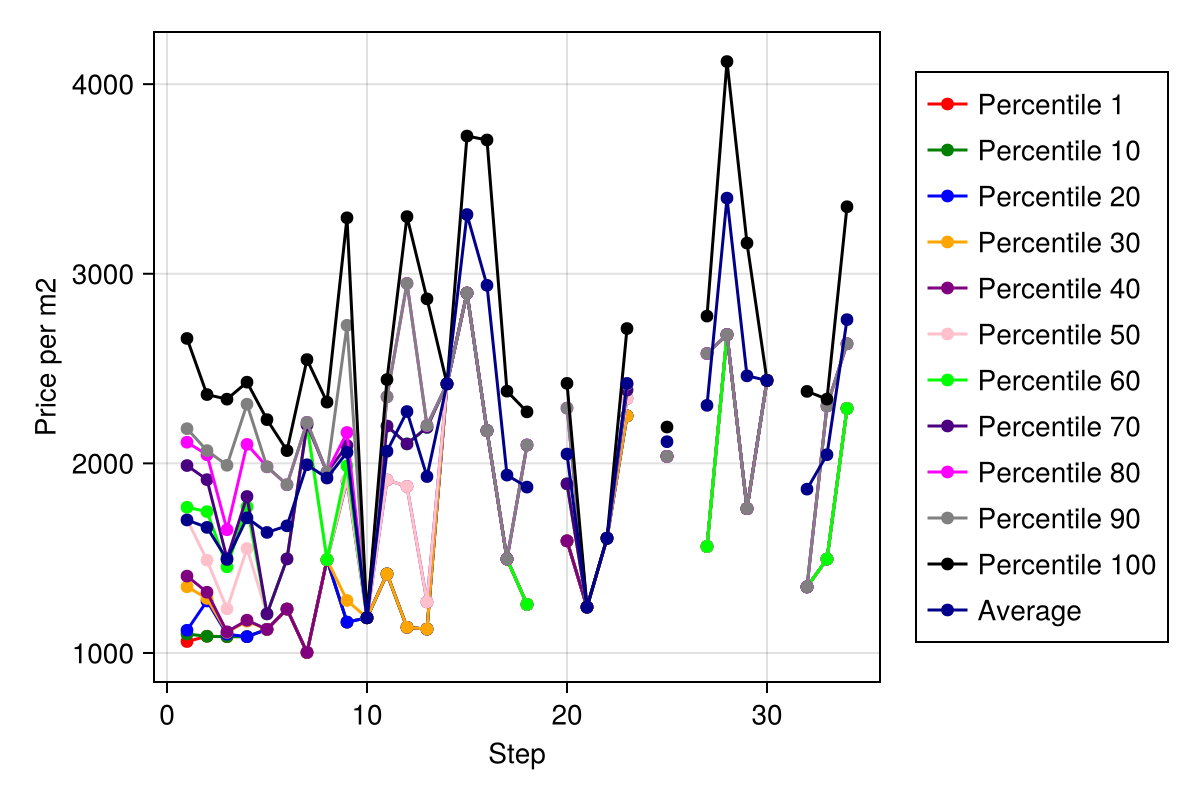 4000
3000
2000
1000
Price per m2
0 10 20 30
Step
Percentile 1
Percentile 10
Percentile 20
Percentile 30
Percentile 40
Percentile 50
Percentile 60
Percentile 70
Percentile 80
Percentile 90
Percentile 100
Average